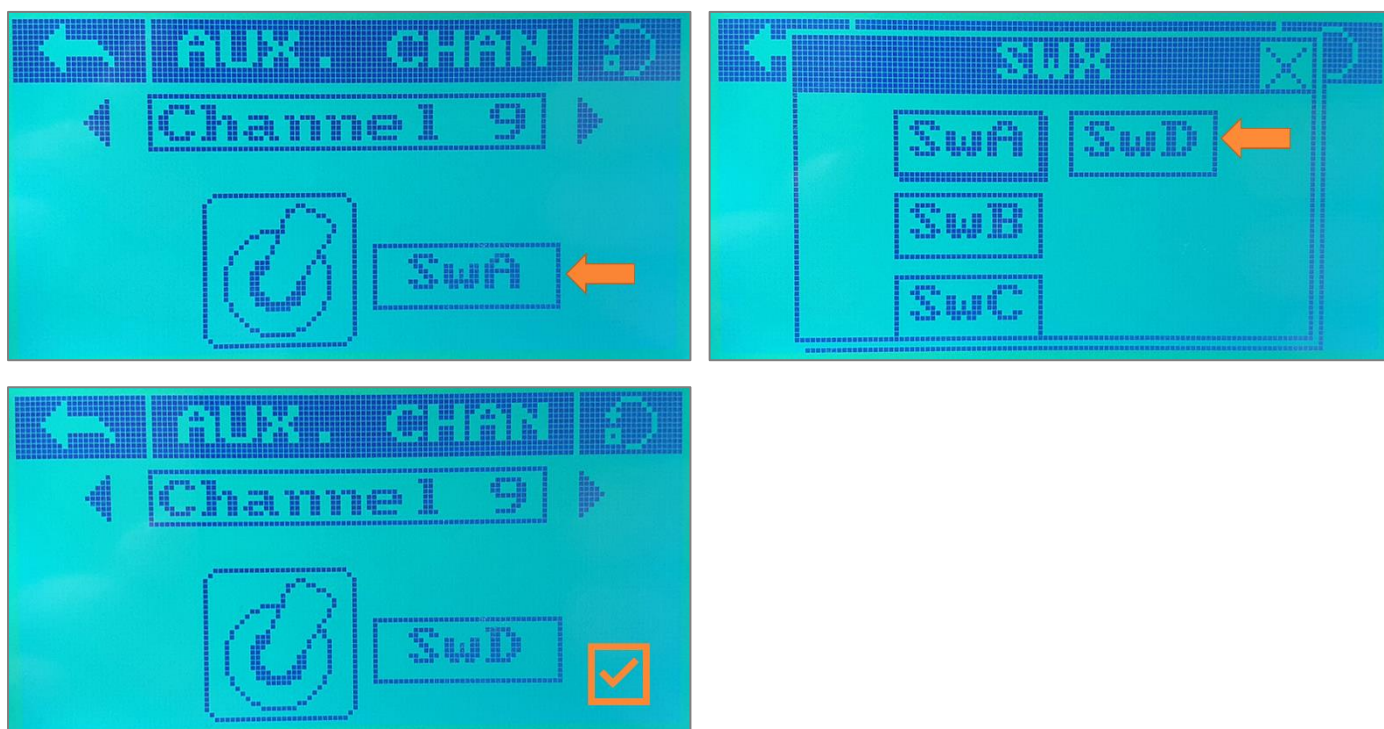 AUX. CHAN
Channel 9
SwA
SWX
SwA SwD
SwB
SwC
AUX. CHAN
Channel 9
SwD